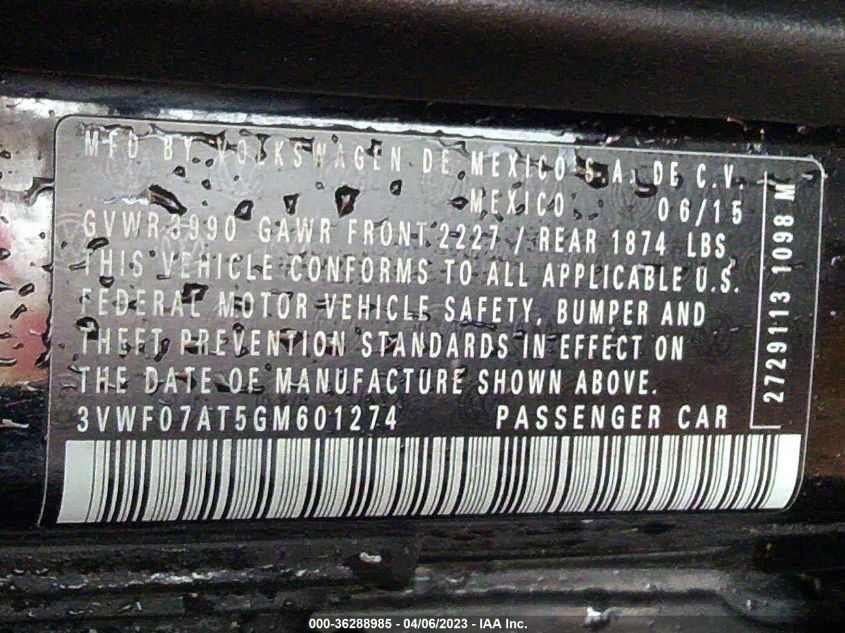 MFD BY VOLKSWAGEN DE MEXICO S.A. DE C.V.
MEXICO 06/15
GVWR 3990 GAWR FRONT 2227 / REAR 1874 LBS
THIS VEHICLE CONFORMS TO ALL APPLICABLE U.S.
FEDERAL MOTOR VEHICLE SAFETY, BUMPER AND
THEFT PREVENTION STANDARDS IN EFFECT ON
THE DATE OF MANUFACTURE SHOWN ABOVE.
3VWF07AT5GM601274 PASSENGER CAR
2729113 1098 M
000-36288985 - 04/06/2023 - IAA Inc.